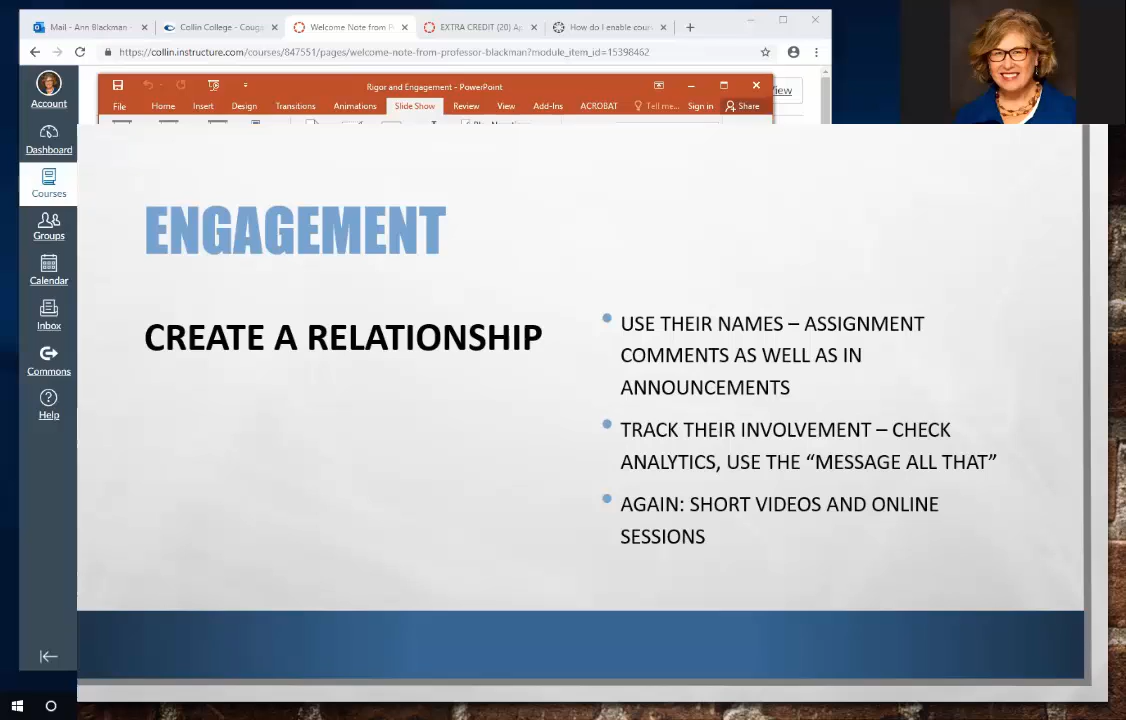 Mail - Ann Blackman -
Collin College - Couga
Welcome Note from P
EXTRA CREDIT (20) Ap
How do I enable cour
https://collin.instructure.com/courses/847551/pages/welcome-note-from-professor-blackman?module_item_id=15398462
Rigor and Engagement - PowerPoint
File Home Insert Design Transitions Animations Slide Show Review View Add-Ins ACROBAT Tell me... Sign in Share
Account
Dashboard
Courses
Groups
Calendar
Inbox
Commons
Help
ENGAGEMENT
CREATE A RELATIONSHIP
USE THEIR NAMES – ASSIGNMENT
COMMENTS AS WELL AS IN
ANNOUNCEMENTS
TRACK THEIR INVOLVEMENT – CHECK
ANALYTICS, USE THE “MESSAGE ALL THAT”
AGAIN: SHORT VIDEOS AND ONLINE
SESSIONS